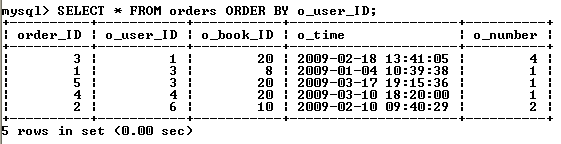 mysql> SELECT * FROM orders ORDER BY o_user_ID;
+----------+-----------+-----------+---------------------+----------+
| order_ID | o_user_ID | o_book_ID | o_time              | o_number |
+----------+-----------+-----------+---------------------+----------+
|        3 |         1 |        20 | 2009-02-18 13:41:05 |        4 |
|        1 |         3 |         8 | 2009-01-04 10:39:38 |        1 |
|        5 |         3 |        20 | 2009-03-17 19:15:36 |        1 |
|        4 |         4 |        20 | 2009-03-10 18:20:00 |        1 |
|        2 |         6 |        10 | 2009-02-10 09:40:29 |        2 |
+----------+-----------+-----------+---------------------+----------+
5 rows in set (0.00 sec)